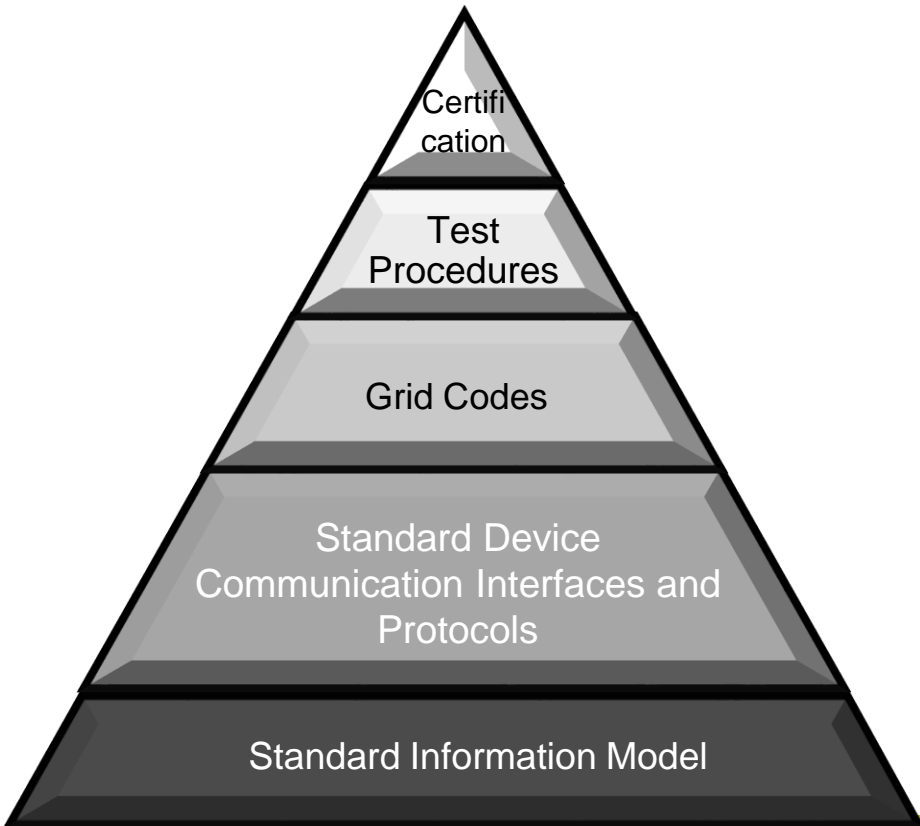 Certifi
cation
Test
Procedures
Grid Codes
Standard Device
Communication Interfaces and
Protocols
Standard Information Model